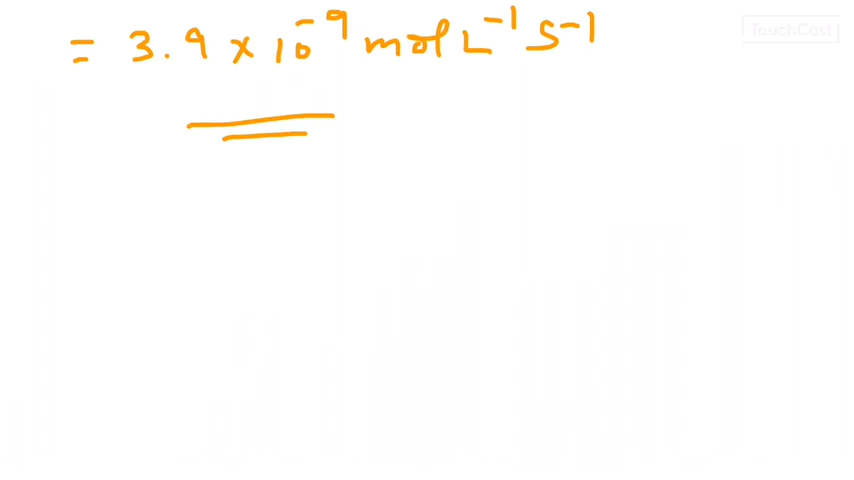 = 3.9 × 10⁻⁹ mol L⁻¹ S⁻¹
TouchCast